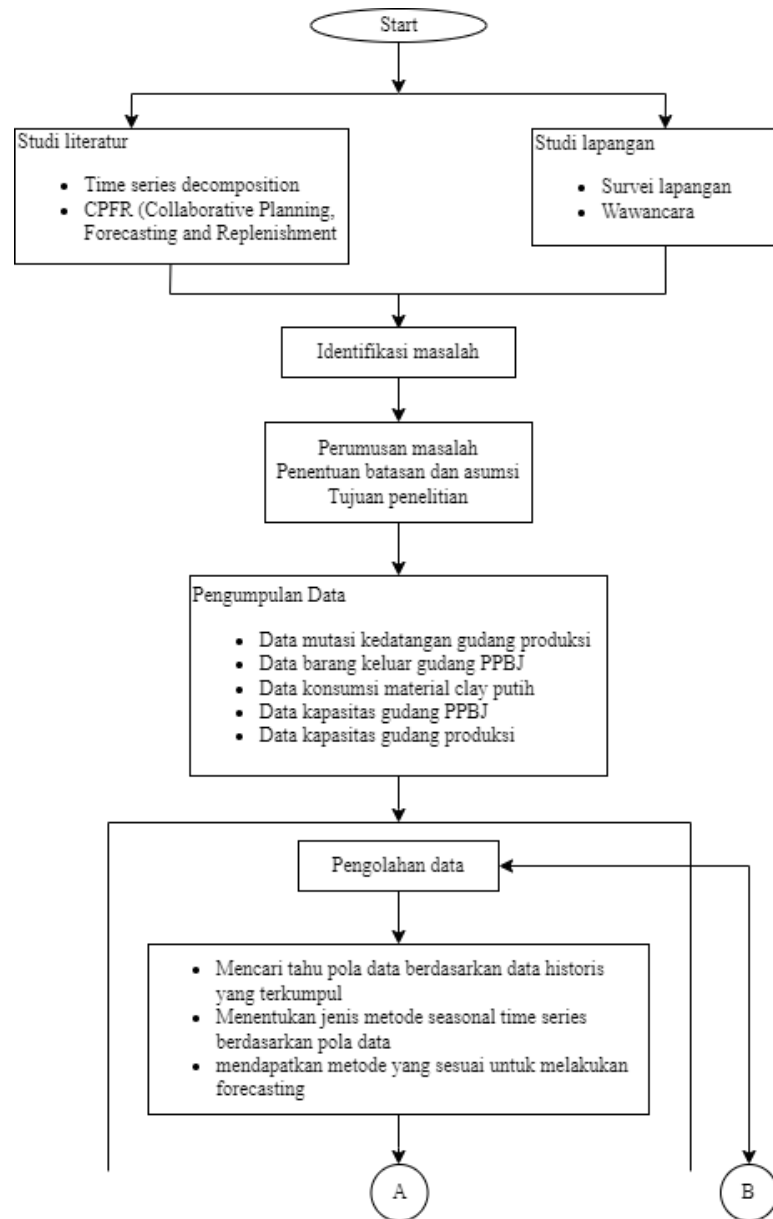 Start
Studi literatur
• Time series decomposition
• CPFR (Collaborative Planning,
Forecasting and Replenishment
Studi lapangan
• Survei lapangan
• Wawancara
Identifikasi masalah
Perumusan masalah
Penentuan batasan dan asumsi
Tujuan penelitian
Pengumpulan Data
• Data mutasi kedatangan gudang produksi
• Data barang keluar gudang PPBJ
• Data konsumsi material clay putih
• Data kapasitas gudang PPBJ
• Data kapasitas gudang produksi
Pengolahan data
• Mencari tahu pola data berdasarkan data historis
yang terkumpul
• Menentukan jenis metode seasonal time series
berdasarkan pola data
• mendapatkan metode yang sesuai untuk melakukan
forecasting
A
B